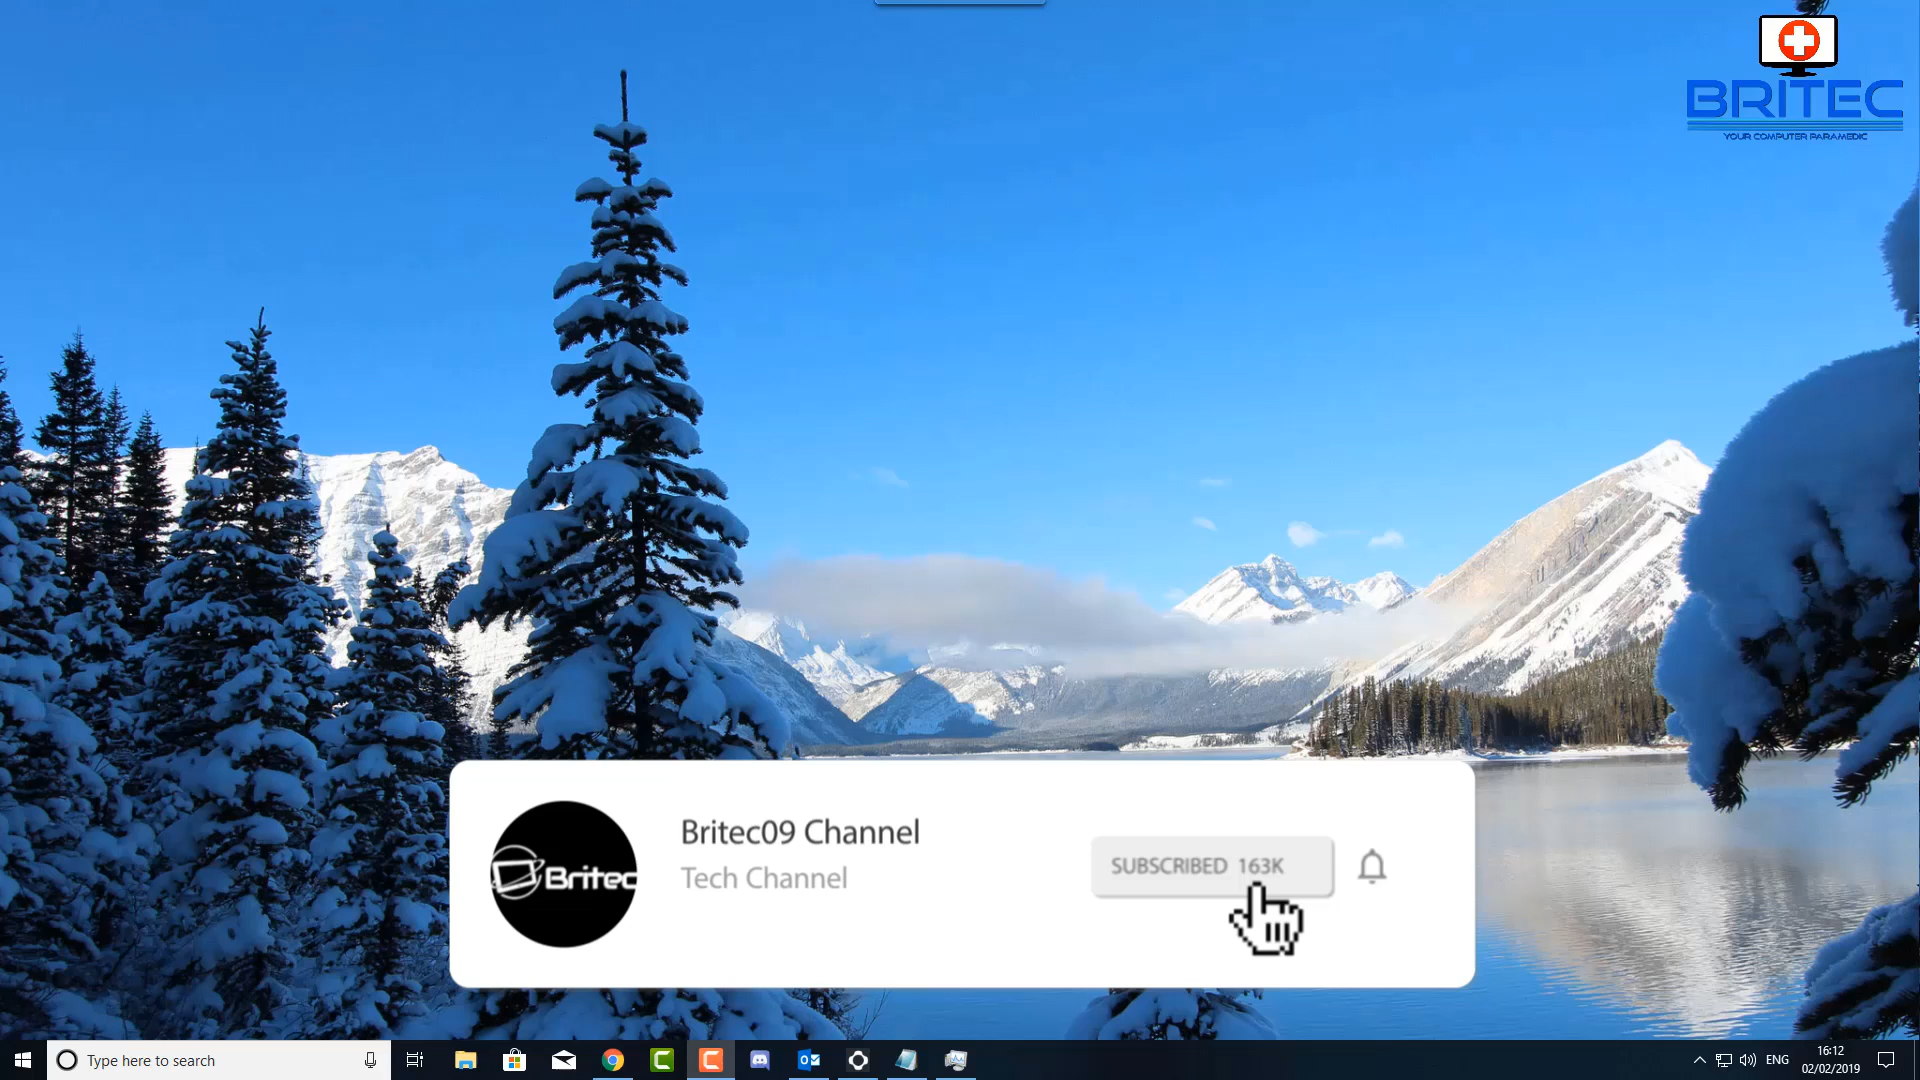 BRITEC
YOUR COMPUTER PARAMEDIC
Britec09 Channel
Tech Channel
SUBSCRIBED 163K
Britec
Type here to search
ENG
16:12
02/02/2019